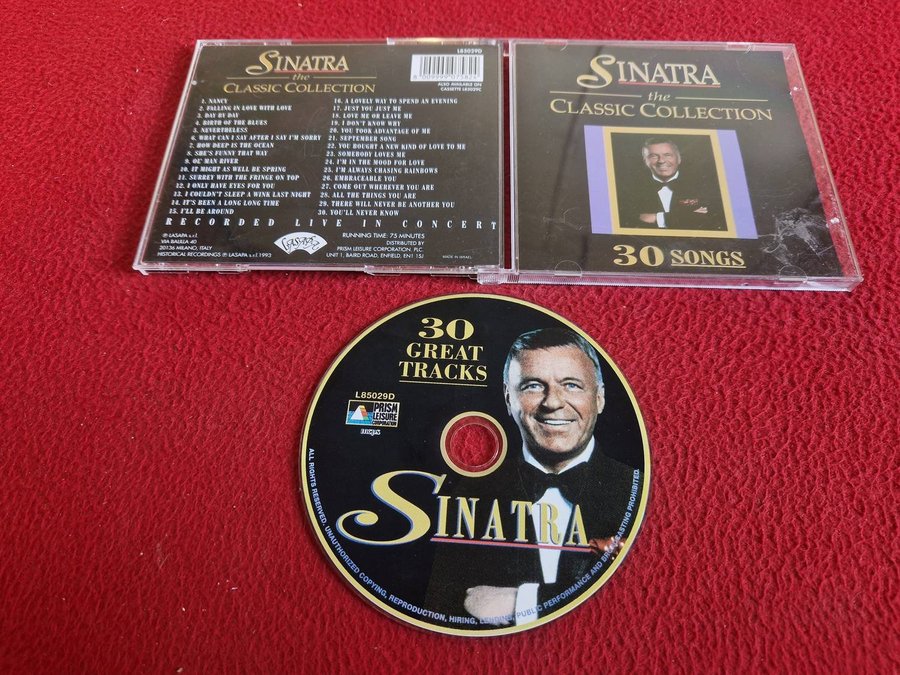 SINATRA
the
CLASSIC COLLECTION
L85029D
ALSO AVAILABLE ON
CASSETTE L85029C
1. NANCY
2. FALLING IN LOVE WITH LOVE
3. DAY BY DAY
4. BIRTH OF THE BLUES
5. NEVERTHELESS
6. WHAT CAN I SAY AFTER I SAY I'M SORRY
7. HOW DEEP IS THE OCEAN
8. SHE'S FUNNY THAT WAY
9. OL' MAN RIVER
10. IT MIGHT AS WELL BE SPRING
11. SURREY WITH THE FRINGE ON TOP
12. I ONLY HAVE EYES FOR YOU
13. I COULDN'T SLEEP A WINK LAST NIGHT
14. IT'S BEEN A LONG LONG TIME
15. I'LL BE AROUND
16. A LOVELY WAY TO SPEND AN EVENING
17. JUST YOU JUST ME
18. LOVE ME OR LEAVE ME
19. I DON'T KNOW WHY
20. YOU TOOK ADVANTAGE OF ME
21. SEPTEMBER SONG
22. YOU BOUGHT A NEW KIND OF LOVE TO ME
23. SOMEBODY LOVES ME
24. I'M IN THE MOOD FOR LOVE
25. I'M ALWAYS CHASING RAINBOWS
26. EMBRACEABLE YOU
27. COME OUT WHEREVER YOU ARE
28. ALL THE THINGS YOU ARE
29. THERE WILL NEVER BE ANOTHER YOU
30. YOU'LL NEVER KNOW
RECORDED LIVE IN CONCERT
℗ LASAPA s.r.l.
VIA BALILLA 40
20136 MILANO, ITALY
HISTORICAL RECORDINGS ℗ LASAPA s.r.l. 1993
RUNNING TIME: 75 MINUTES
DISTRIBUTED BY
PRISM LEISURE CORPORATION PLC.
UNIT 1, BAIRD ROAD, ENFIELD, EN1 1SJ
MADE IN ISRAEL
SINATRA
the
CLASSIC COLLECTION
30 SONGS
30
GREAT
TRACKS
L85029D
PRISM
LEISURE
CORPORATION
SINATRA
ALL RIGHTS RESERVED. UNAUTHORIZED COPYING, REPRODUCTION, HIRING, LENDING, PUBLIC PERFORMANCE AND BROADCASTING PROHIBITED.